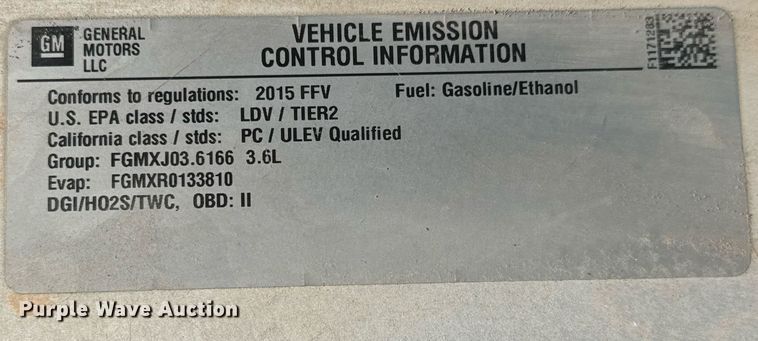 GM GENERAL MOTORS LLC
VEHICLE EMISSION
CONTROL INFORMATION
F1171283
Conforms to regulations: 2015 FFV Fuel: Gasoline/Ethanol
U.S. EPA class / stds: LDV / TIER2
California class / stds: PC / ULEV Qualified
Group: FGMXJ03.6166 3.6L
Evap: FGMXR0133810
DGI/HO2S/TWC, OBD: II
Purple Wave Auction